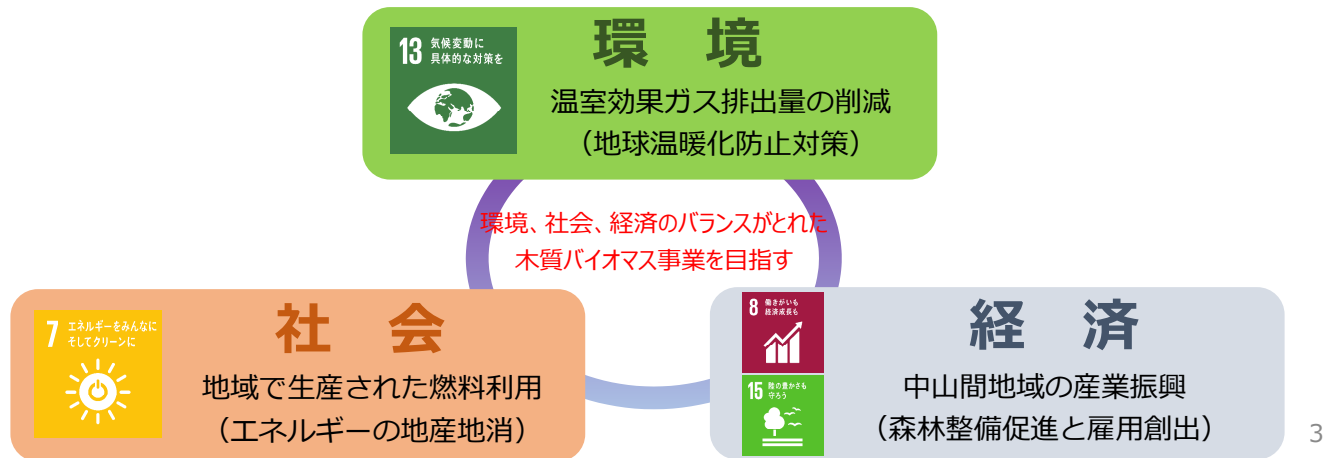 13 気候変動に
具体的な対策を
環 境
温室効果ガス排出量の削減
（地球温暖化防止対策）
環境、社会、経済のバランスがとれた
木質バイオマス事業を目指す
7 エネルギーをみんなに
そしてクリーンに
社 会
地域で生産された燃料利用
（エネルギーの地産地消）
8 働きがいも
経済成長も
15 陸の豊かさも
守ろう
経 済
中山間地域の産業振興
（森林整備促進と雇用創出）
3